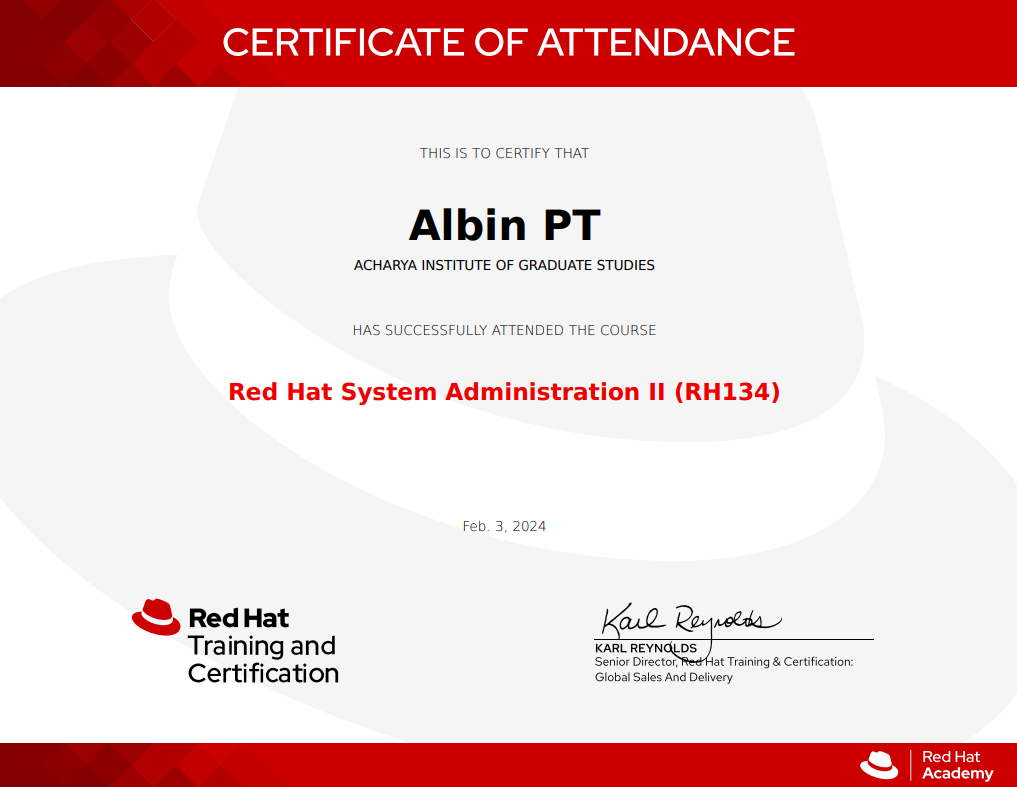 CERTIFICATE OF ATTENDANCE
THIS IS TO CERTIFY THAT
Albin PT
ACHARYA INSTITUTE OF GRADUATE STUDIES
HAS SUCCESSFULLY ATTENDED THE COURSE
Red Hat System Administration II (RH134)
Feb. 3, 2024
Red Hat
Training and
Certification
Karl Reynolds
KARL REYNOLDS
Senior Director, Red Hat Training & Certification:
Global Sales And Delivery
Red Hat
Academy